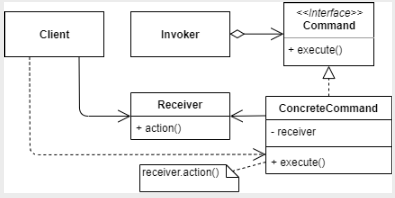 Client
Invoker
<<Interface>>
Command
+ execute()
Receiver
+ action()
ConcreteCommand
- receiver
+ execute()
receiver.action()